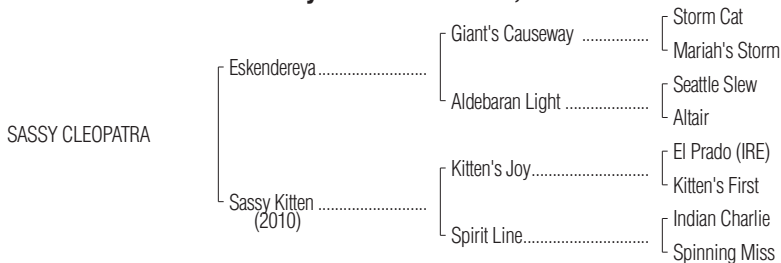 Storm Cat
Giant's Causeway ................
Mariah's Storm
Eskendereya..........................
Seattle Slew
Aldebaran Light ....................
Altair
SASSY CLEOPATRA
El Prado (IRE)
Kitten's Joy...........................
Kitten's First
Sassy Kitten ..........................
(2010)
Indian Charlie
Spirit Line.............................
Spinning Miss